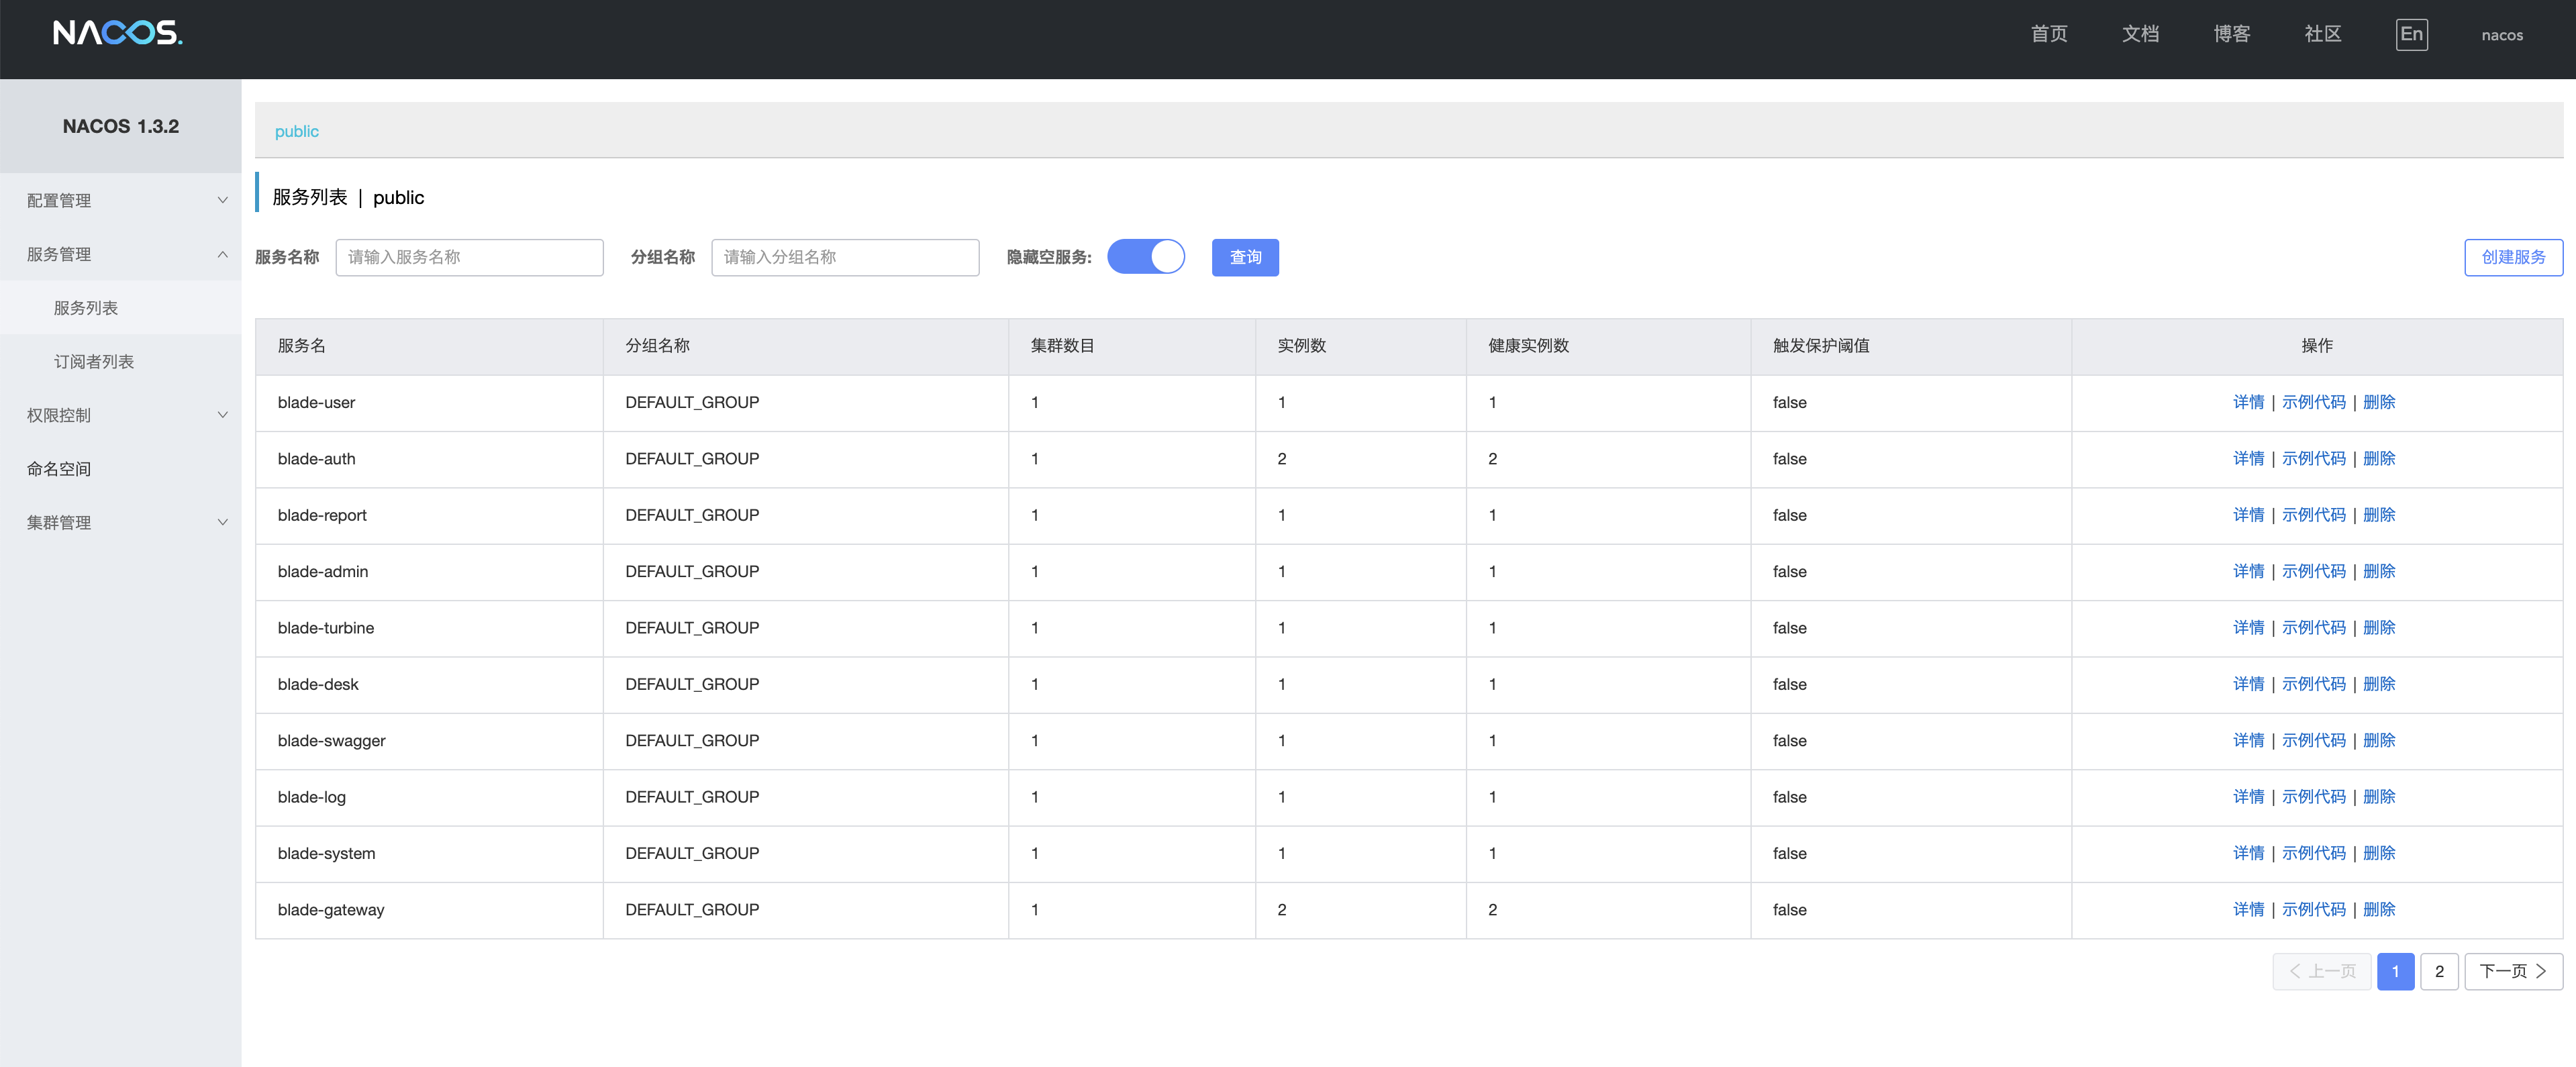 NACOS.
首页 文档 博客 社区 En nacos
NACOS 1.3.2
配置管理
服务管理
服务列表
订阅者列表
权限控制
命名空间
集群管理
public
服务列表 | public
服务名称 请输入服务名称 分组名称 请输入分组名称 隐藏空服务: 查询 创建服务
服务名 分组名称 集群数目 实例数 健康实例数 触发保护阈值 操作
blade-user DEFAULT_GROUP 1 1 1 false 详情 | 示例代码 | 删除
blade-auth DEFAULT_GROUP 1 2 2 false 详情 | 示例代码 | 删除
blade-report DEFAULT_GROUP 1 1 1 false 详情 | 示例代码 | 删除
blade-admin DEFAULT_GROUP 1 1 1 false 详情 | 示例代码 | 删除
blade-turbine DEFAULT_GROUP 1 1 1 false 详情 | 示例代码 | 删除
blade-desk DEFAULT_GROUP 1 1 1 false 详情 | 示例代码 | 删除
blade-swagger DEFAULT_GROUP 1 1 1 false 详情 | 示例代码 | 删除
blade-log DEFAULT_GROUP 1 1 1 false 详情 | 示例代码 | 删除
blade-system DEFAULT_GROUP 1 1 1 false 详情 | 示例代码 | 删除
blade-gateway DEFAULT_GROUP 1 2 2 false 详情 | 示例代码 | 删除
上一页 1 2 下一页